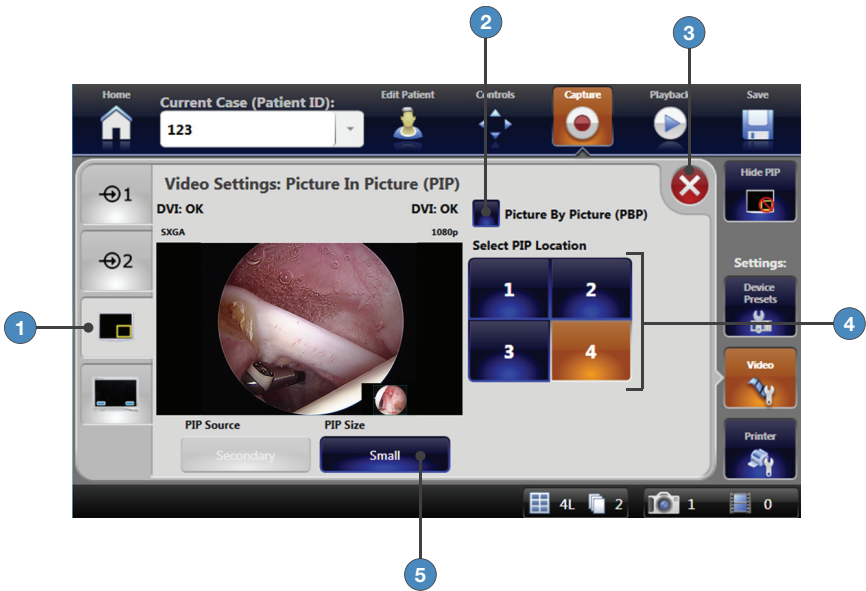 2
3
Home
Current Case (Patient ID):
123
Edit Patient
Controls
Capture
Playback
Save
1
2
Video Settings: Picture In Picture (PIP)
DVI: OK
DVI: OK
SXGA
1080p
Picture By Picture (PBP)
Select PIP Location
1
2
3
4
PIP Source
PIP Size
Secondary
Small
Hide PIP
Settings:
Device
Presets
Video
Printer
1
4
4L
2
1
0
5